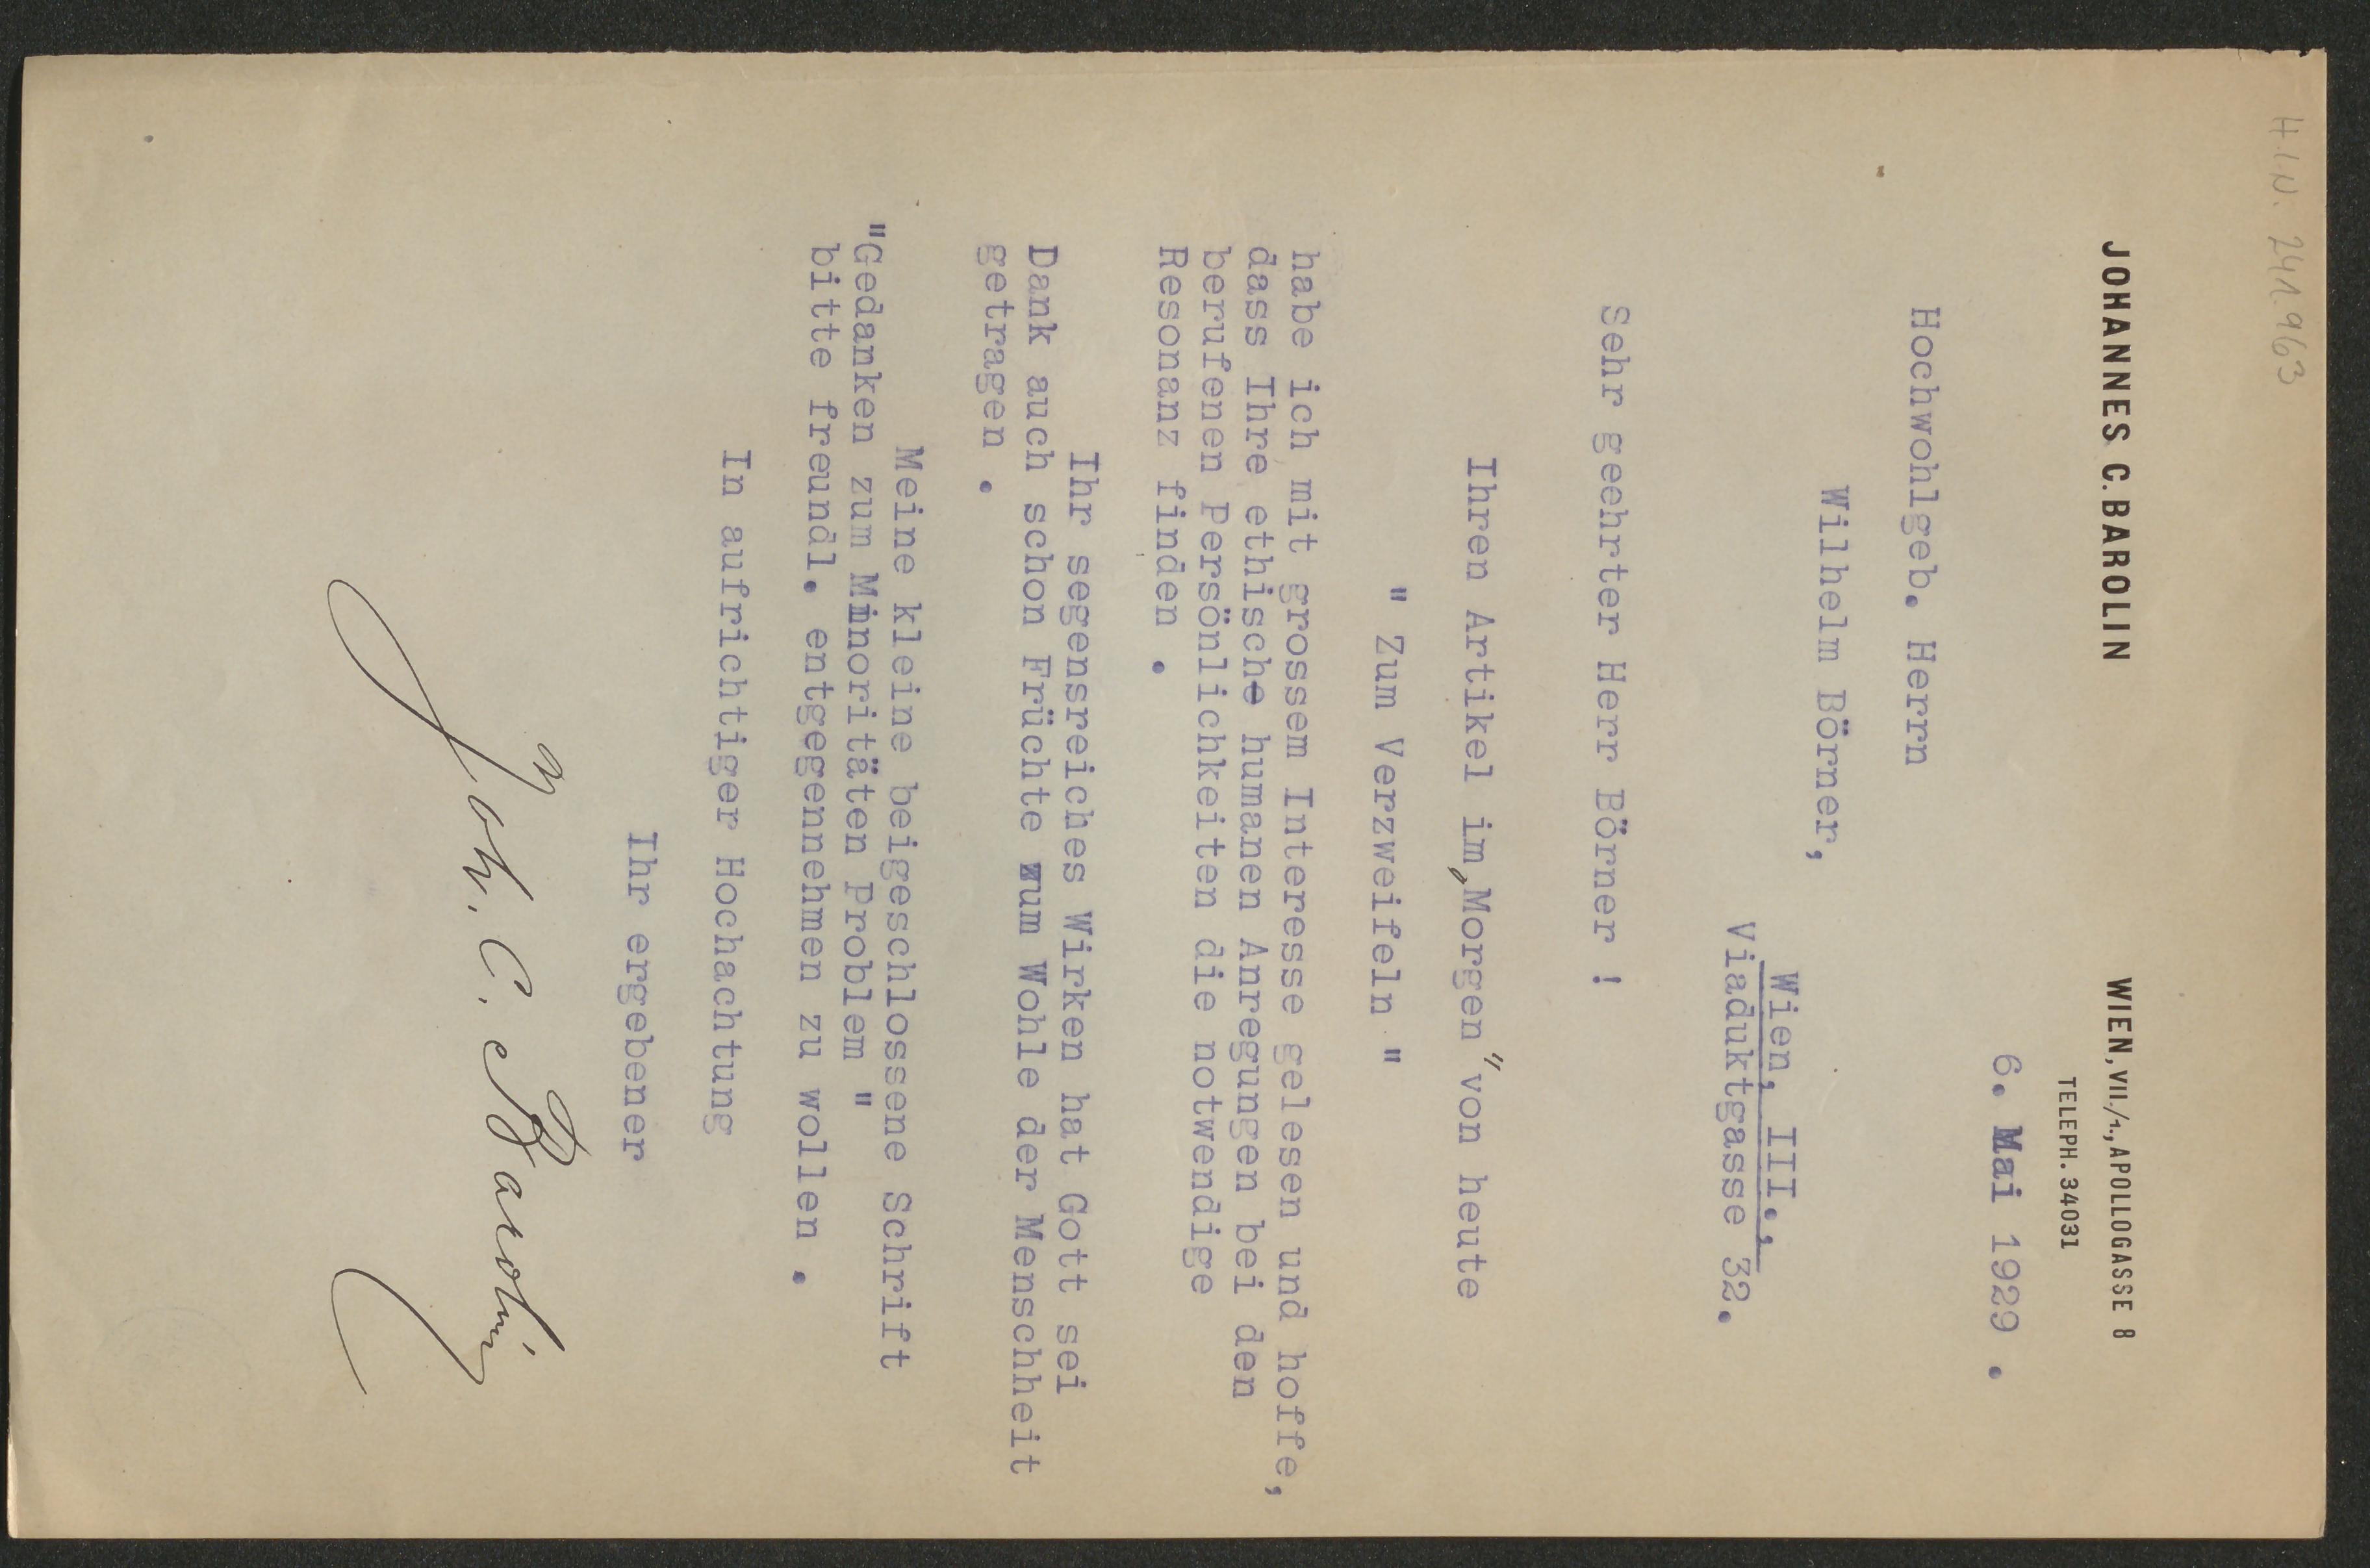 H.I.N. 241.963
JOHANNES C. BAROLIN
WIEN, VII./1., APOLLOGASSE 8
TELEPH. 34031
6. Mai 1929 .
Hochwohlgeb. Herrn
Wilhelm Börner,
Wien, III.,
Viaduktgasse 32.
Sehr geehrter Herr Börner !
Ihren Artikel im „Morgen" von heute
" Zum Verzweifeln "
habe ich mit grossem Interesse gelesen und hoffe,
dass Ihre ethische humanen Anregungen bei den
berufenen Persönlichkeiten die notwendige
Resonanz finden .
Ihr segensreiches Wirken hat Gott sei
Dank auch schon Früchte zum Wohle der Menschheit
getragen .
Meine kleine beigeschlossene Schrift
"Gedanken zum Minoritäten Problem "
bitte freundl. entgegennehmen zu wollen .
In aufrichtiger Hochachtung
Ihr ergebener
Joh. C. Barolin